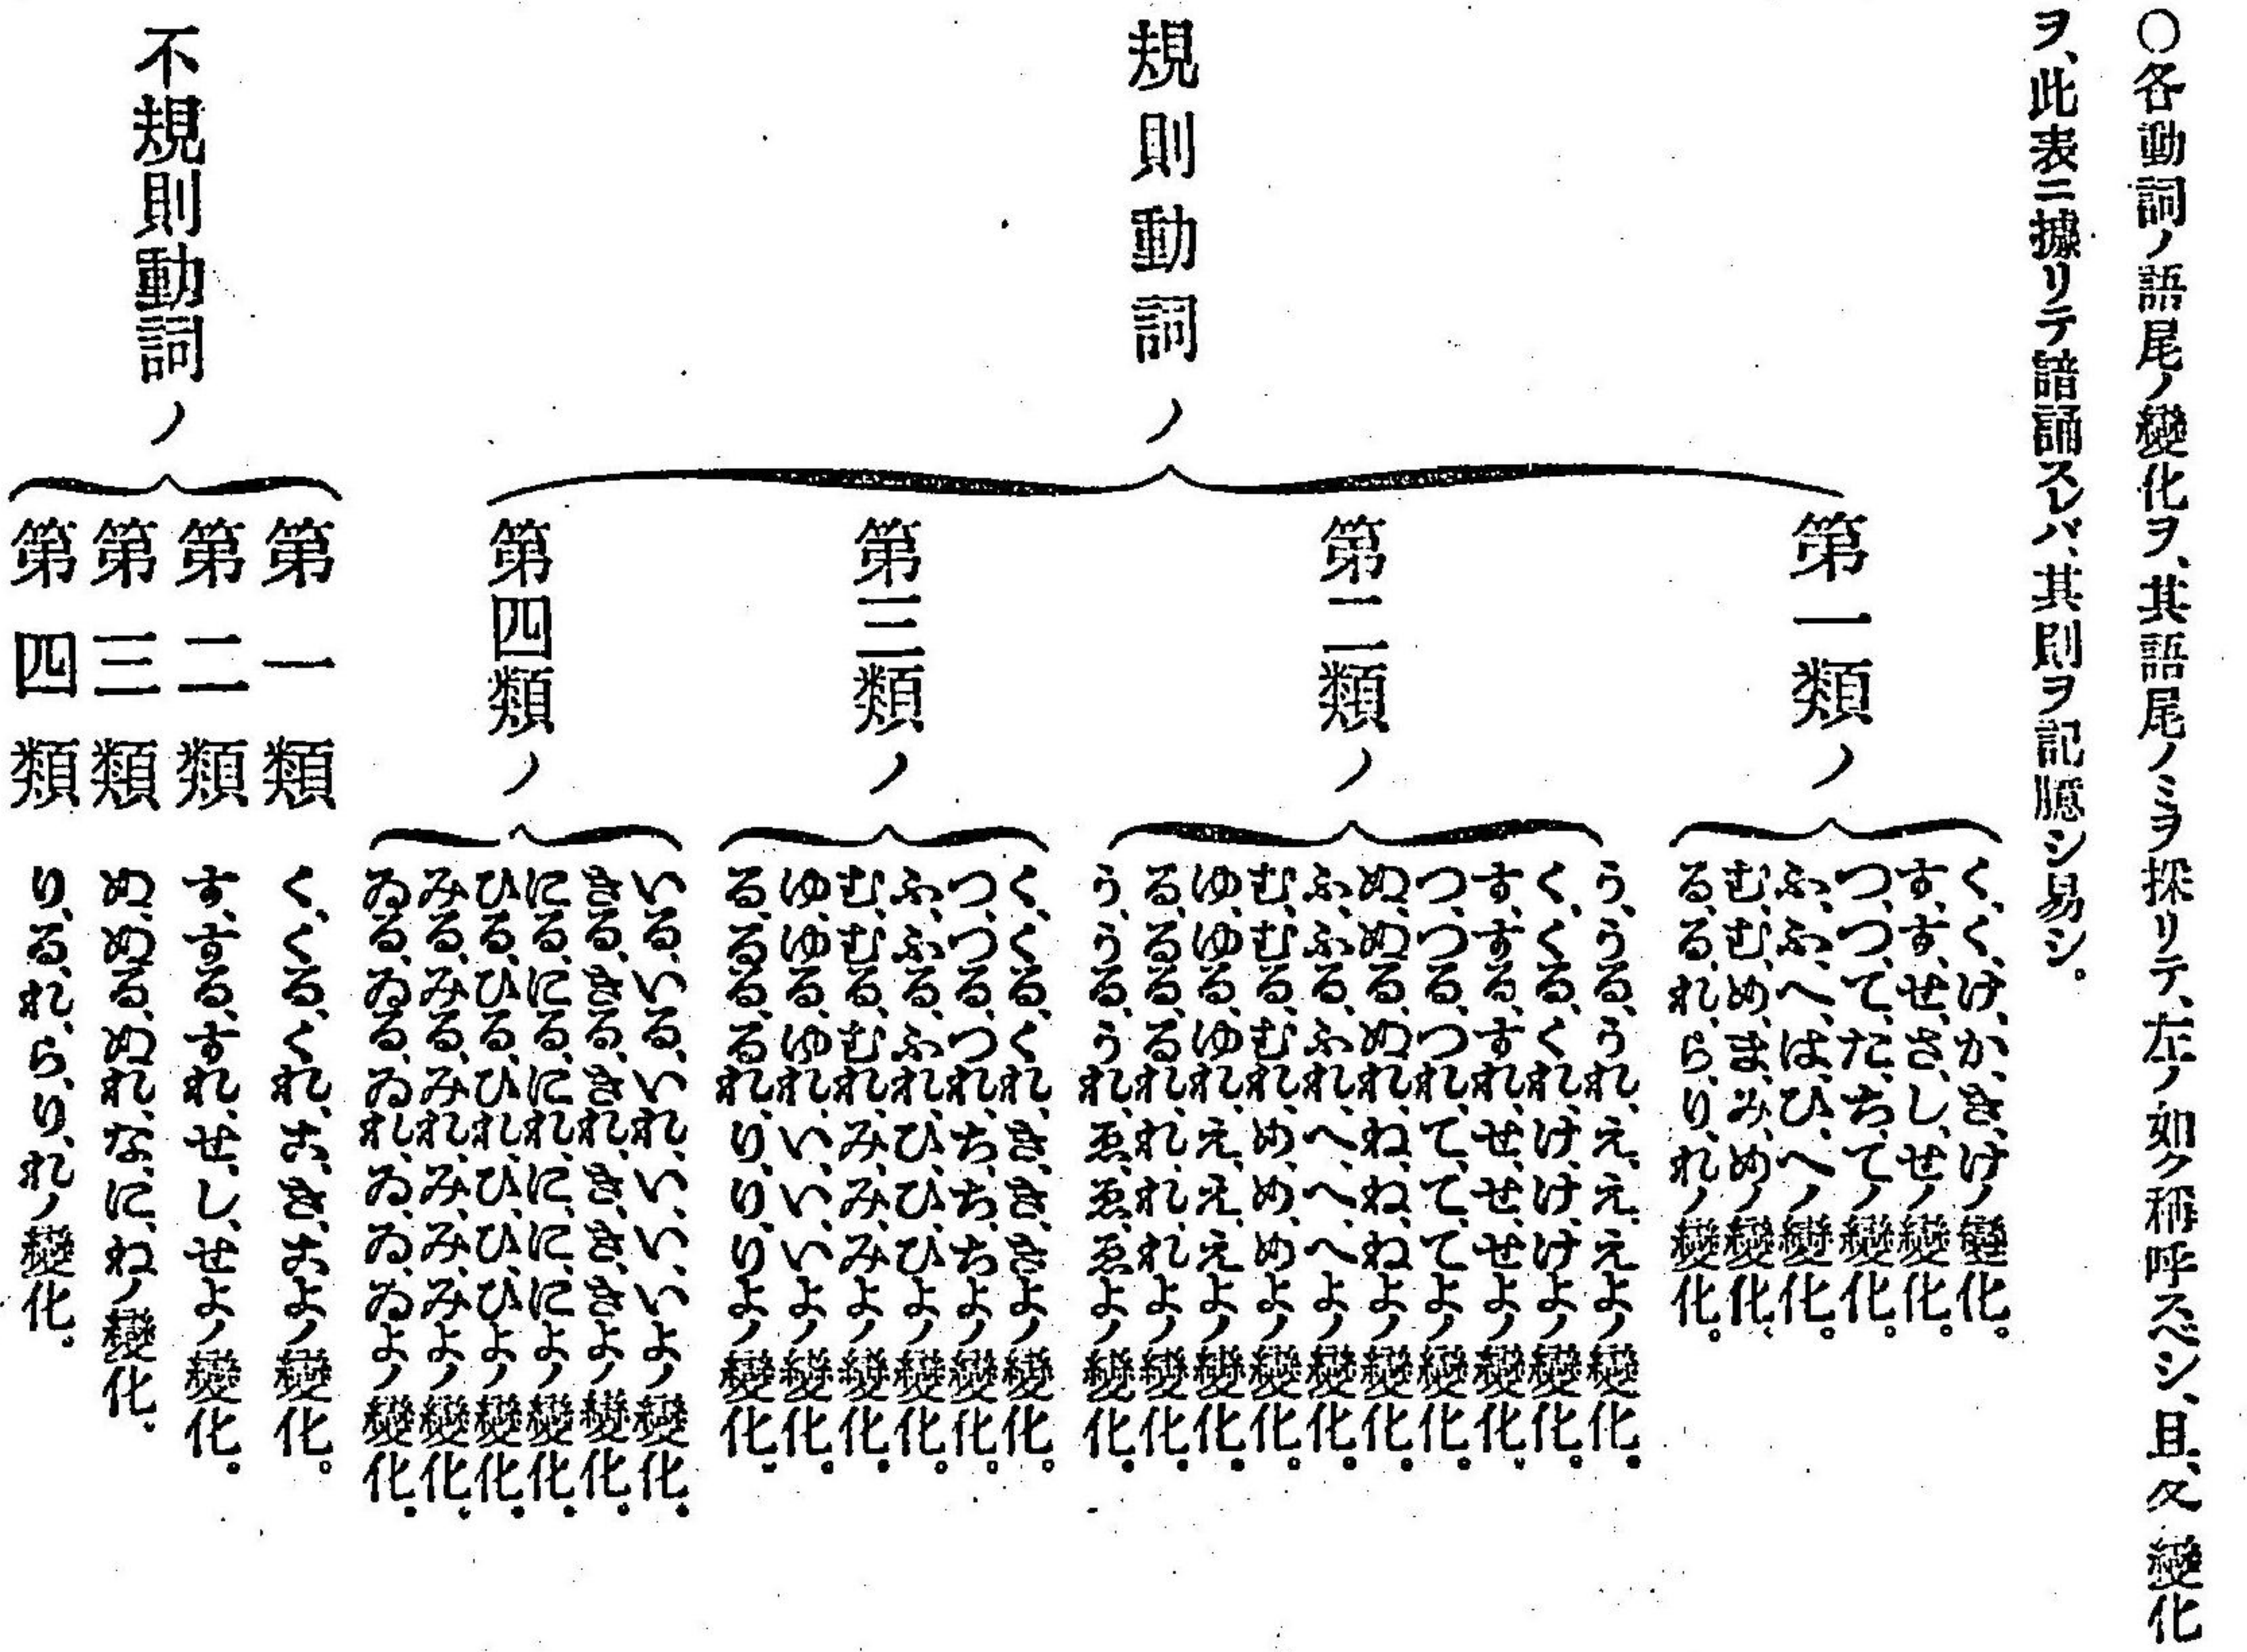 〇各動詞ノ語尾ノ變化ヲ、其語尾ノミヲ採リテ、左ノ如ク稱呼スベシ、且、又、變化
ヲ、此表ニ據リテ諳誦スレバ、其則ヲ記臆シ易シ。
規則動詞ノ
第一類ノ
く、く、け、か、き、けノ變化。
す、す、せ、さ、し、せノ變化。
つ、つ、て、た、ち、てノ變化。
ふ、ふ、へ、は、ひ、へノ變化。
む、む、め、ま、み、めノ變化。
る、る、れ、ら、り、れノ變化。
第二類ノ
う、うる、うれ、え、え、えよノ變化。
く、くる、くれ、け、け、けよノ變化。
す、する、すれ、せ、せ、せよノ變化。
つ、つる、つれ、て、て、てよノ變化。
ぬ、ぬる、ぬれ、ね、ね、ねよノ變化。
ふ、ふる、ふれ、へ、へ、へよノ變化。
む、むる、むれ、め、め、めよノ變化。
ゆ、ゆる、ゆれ、え、え、えよノ變化。
る、るる、るれ、れ、れ、れよノ變化。
う、うる、うれ、ゑ、ゑ、ゑよノ變化。
第三類ノ
く、くる、くれ、き、き、きよノ變化。
つ、つる、つれ、ち、ち、ちよノ變化。
ふ、ふる、ふれ、ひ、ひ、ひよノ變化。
む、むる、むれ、み、み、みよノ變化。
ゆ、ゆる、ゆれ、い、い、いよノ變化。
る、るる、るれ、り、り、りよノ變化。
第四類ノ
いる、いる、いれ、い、い、いよノ變化。
きる、きる、きれ、き、き、きよノ變化。
にる、にる、にれ、に、に、によノ變化。
ひる、ひる、ひれ、ひ、ひ、ひよノ變化。
みる、みる、みれ、み、み、みよノ變化。
ゐる、ゐる、ゐれ、ゐ、ゐ、ゐよノ變化。
不規則動詞ノ
第一類 く、くる、くれ、こ、き、こよノ變化。
第二類 す、する、すれ、せ、し、せよノ變化。
第三類 ぬ、ぬる、ぬれ、な、に、ねノ變化。
第四類 り、る、れ、ら、り、れノ變化。